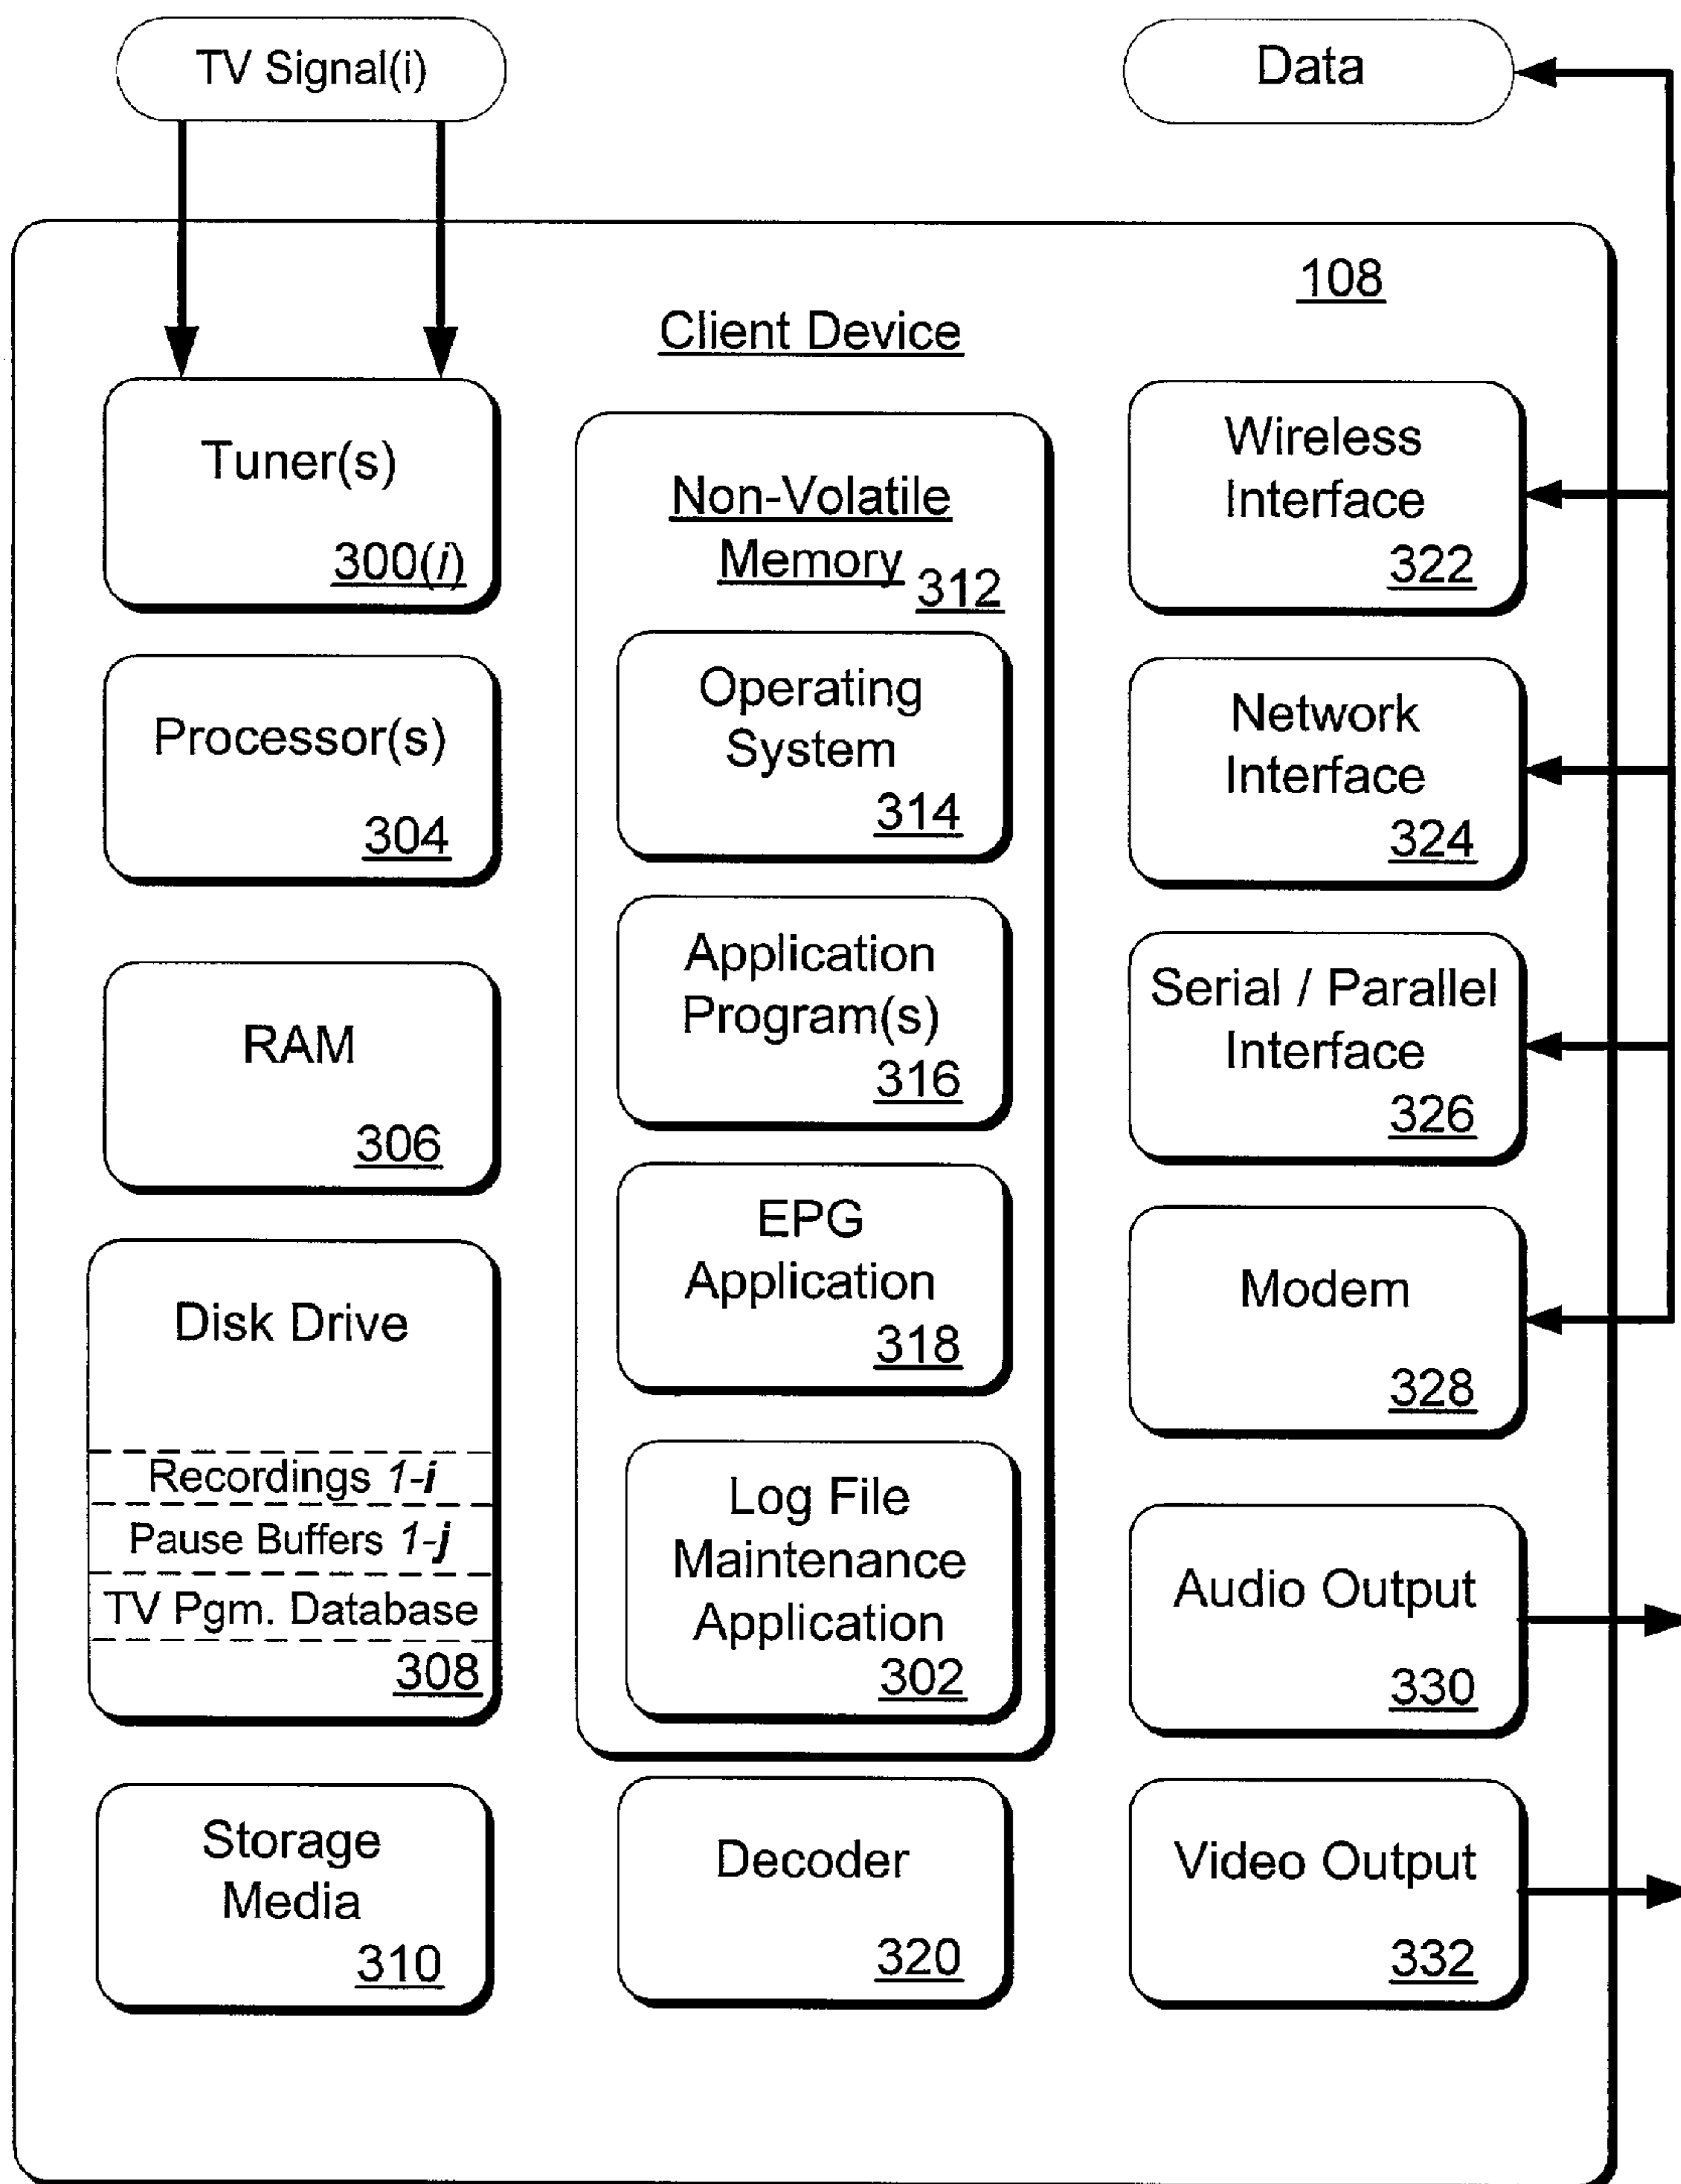 TV Signal(i)
Data
108
Client Device
Tuner(s)
300(i)
Processor(s)
304
RAM
306
Disk Drive
Recordings 1-i
Pause Buffers 1-j
TV Pgm. Database
308
Storage
Media
310
Non-Volatile
Memory
312
Operating
System
314
Application
Program(s)
316
EPG
Application
318
Log File
Maintenance
Application
302
Decoder
320
Wireless
Interface
322
Network
Interface
324
Serial / Parallel
Interface
326
Modem
328
Audio Output
330
Video Output
332